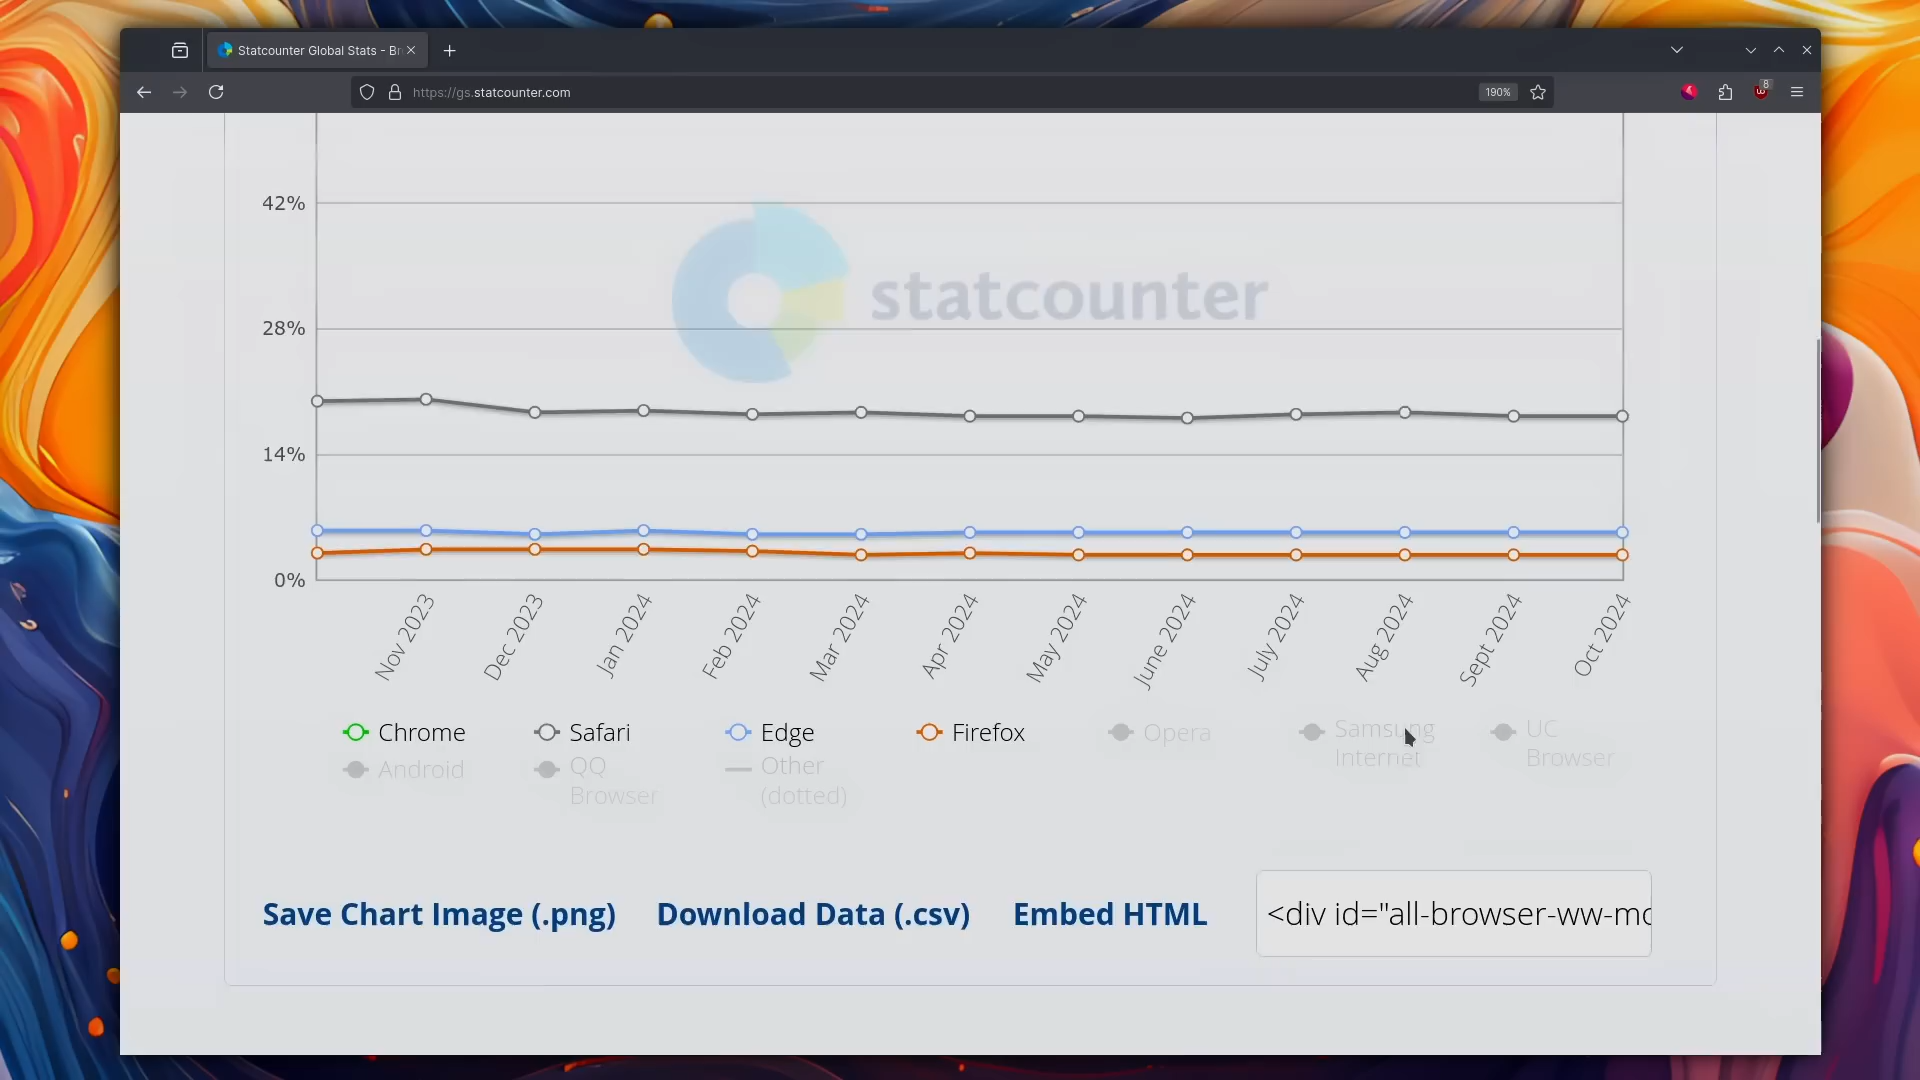 Statcounter Global Stats - Br
https://gs.statcounter.com
190%
8
42%
statcounter
28%
14%
0%
Nov 2023
Dec 2023
Jan 2024
Feb 2024
Mar 2024
Apr 2024
May 2024
June 2024
July 2024
Aug 2024
Sept 2024
Oct 2024
Chrome
Safari
Edge
Firefox
Opera
Samsung
Internet
UC
Browser
Android
QQ
Browser
Other
(dotted)
Save Chart Image (.png)
Download Data (.csv)
Embed HTML
<div id="all-browser-ww-mo